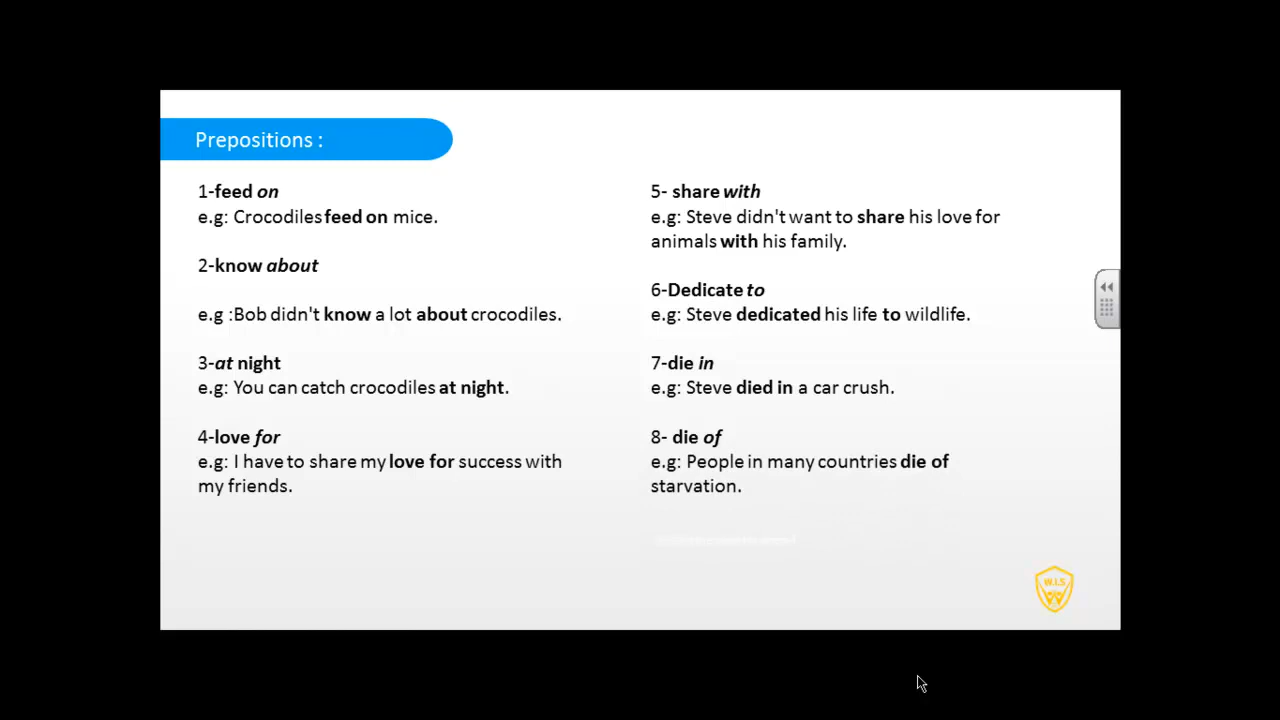 Prepositions :
1-feed on
e.g: Crocodiles feed on mice.
2-know about
e.g :Bob didn't know a lot about crocodiles.
3-at night
e.g: You can catch crocodiles at night.
4-love for
e.g: I have to share my love for success with
my friends.
5- share with
e.g: Steve didn't want to share his love for
animals with his family.
6-Dedicate to
e.g: Steve dedicated his life to wildlife.
7-die in
e.g: Steve died in a car crush.
8- die of
e.g: People in many countries die of
starvation.
W.I.S